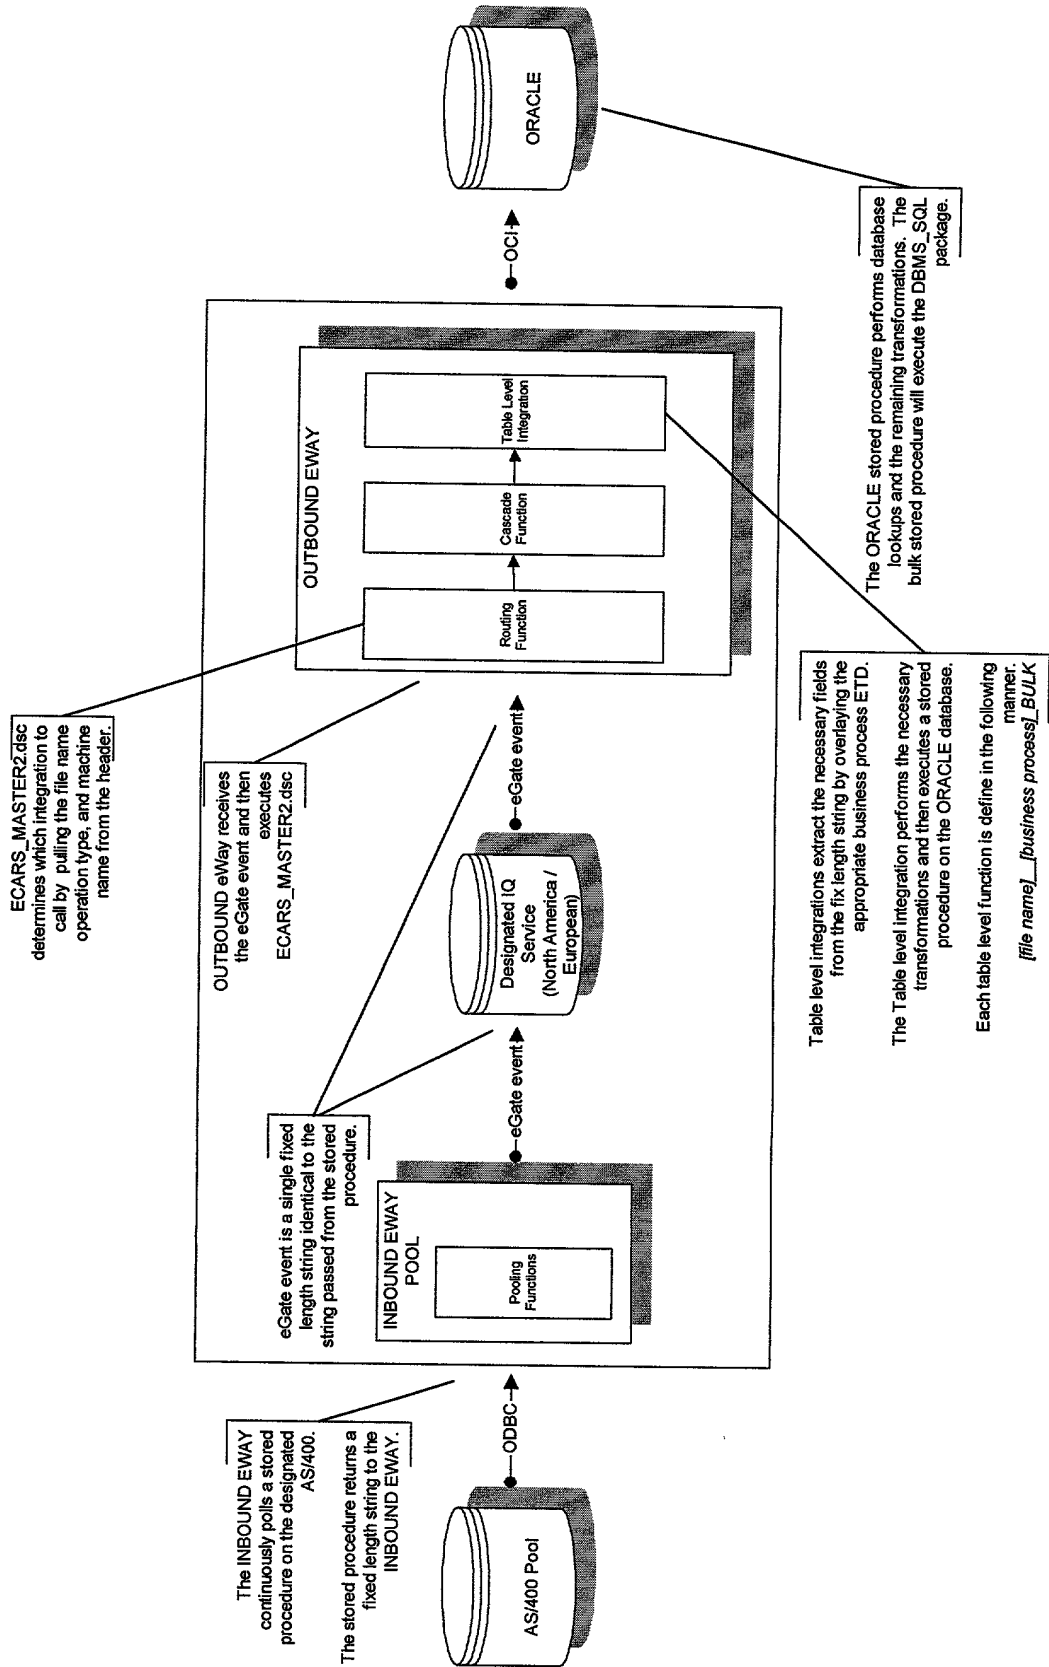 The INBOUND EWAY
continuously polls a stored
procedure on the designated
AS/400.
The stored procedure returns a
fixed length string to the
INBOUND EWAY.
AS/400 Pool
ODBC
eGate event is a single fixed
length string identical to the
string passed from the stored
procedure.
INBOUND EWAY
POOL
Pooling
Functions
eGate event
Designated IQ
Service
(North America /
European)
eGate event
OUTBOUND eWay receives
the eGate event and then
executes
ECARS_MASTER2.dsc
ECARS_MASTER2.dsc
determines which integration to
call by pulling the file name
operation type, and machine
name from the header.
OUTBOUND EWAY
Routing
Function
Cascade
Function
Table Level
Integration
OCI
ORACLE
Table level integrations extract the necessary fields
from the fix length string by overlaying the
appropriate business process ETD.
The Table level integration performs the necessary
transformations and then executes a stored
procedure on the ORACLE database.
Each table level function is define in the following
manner.
[file name]__[business process]_BULK
The ORACLE stored procedure performs database
lookups and the remaining transformations. The
bulk stored procedure will execute the DBMS_SQL
package.